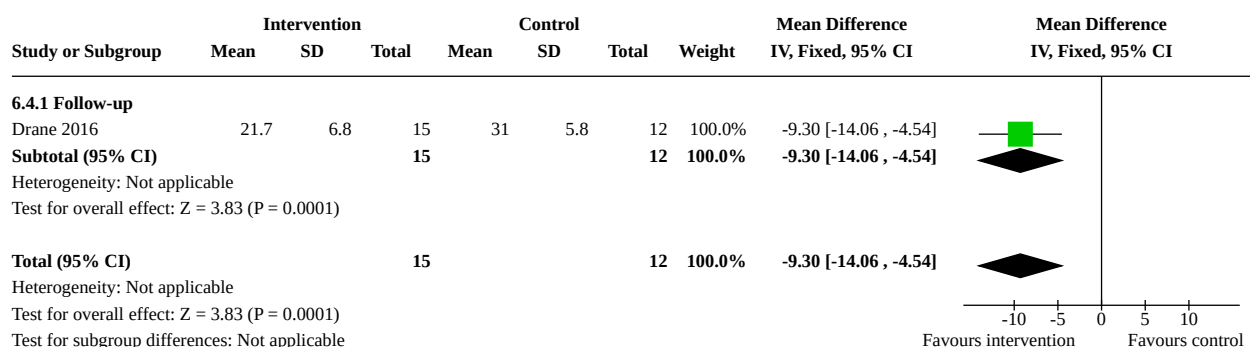 Intervention Control Mean Difference Mean Difference
Study or Subgroup Mean SD Total Mean SD Total Weight IV, Fixed, 95% CI IV, Fixed, 95% CI
6.4.1 Follow-up
Drane 2016 21.7 6.8 15 31 5.8 12 100.0% -9.30 [-14.06 , -4.54]
Subtotal (95% CI) 15 12 100.0% -9.30 [-14.06 , -4.54]
Heterogeneity: Not applicable
Test for overall effect: Z = 3.83 (P = 0.0001)
Total (95% CI) 15 12 100.0% -9.30 [-14.06 , -4.54]
Heterogeneity: Not applicable
Test for overall effect: Z = 3.83 (P = 0.0001)
-10 -5 0 5 10
Test for subgroup differences: Not applicable Favours intervention Favours control